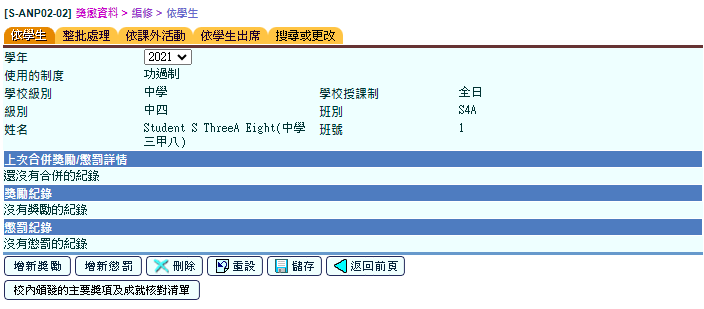 [S-ANP02-02] 獎懲資料 > 編修 > 依學生
依學生 整批處理 依課外活動 依學生出席 搜尋或更改
學年 2021
使用的制度 功過制
學校級別 中學 學校授課制 全日
級別 中四 班別 S4A
姓名 Student S ThreeA Eight(中學 班號 1
三甲八)
上次合併獎勵/懲罰詳情
還沒有合併的紀錄
獎勵紀錄
沒有獎勵的紀錄
懲罰紀錄
沒有懲罰的紀錄
增新獎勵 增新懲罰 刪除 重設 儲存 返回前頁
校內頒發的主要獎項及成就核對清單